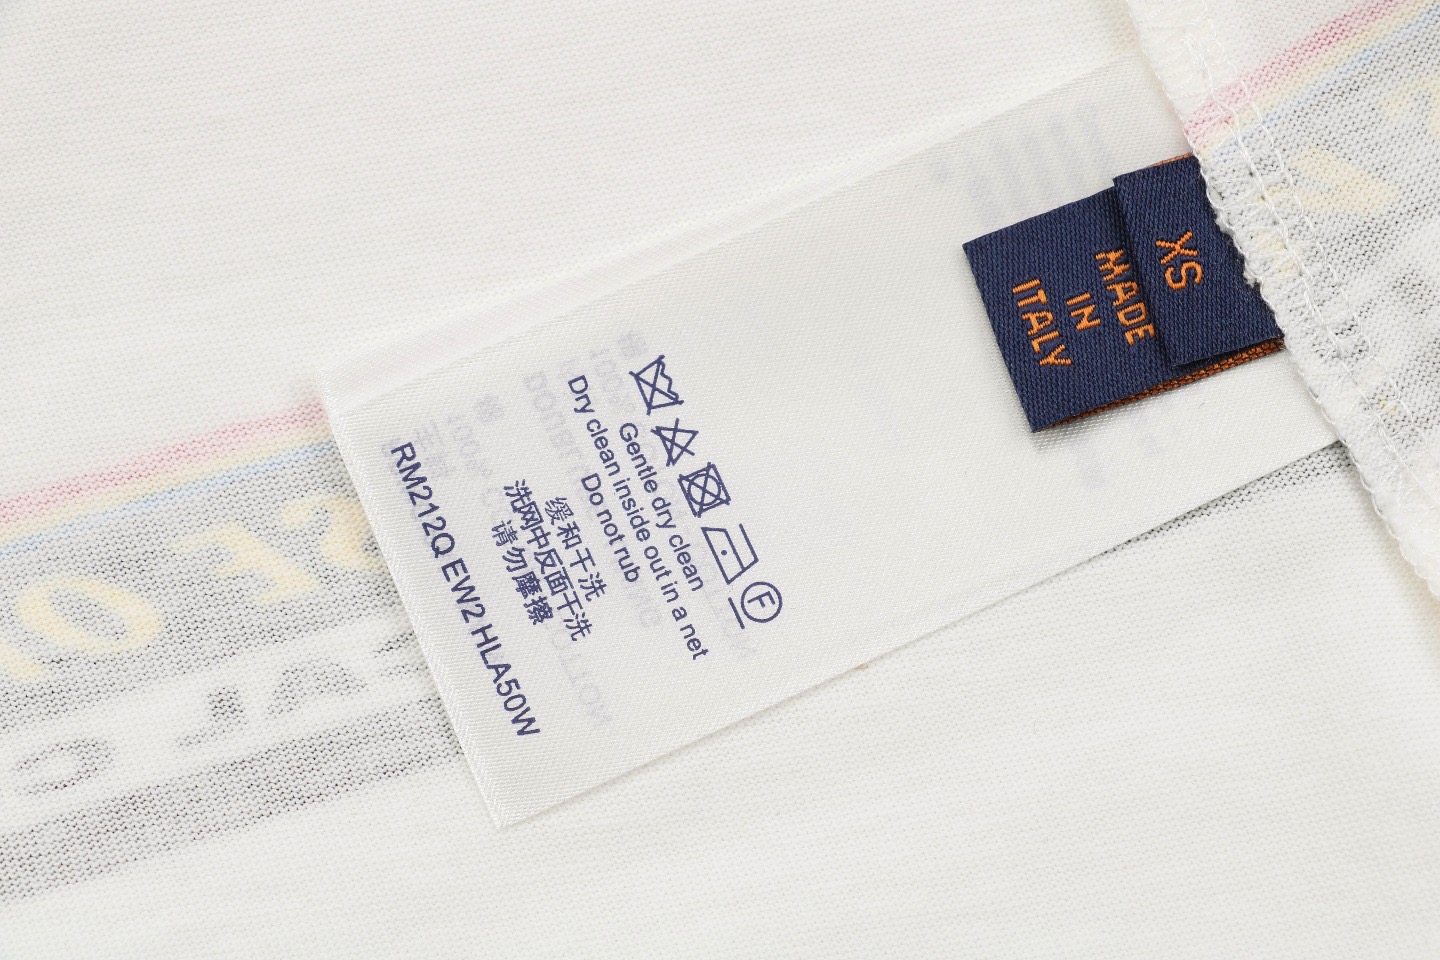 XS
MADE
IN
ITALY
F
Gentle dry clean
Dry clean inside out in a net
Do not rub
缓和干洗
洗网中反面干洗
请勿摩擦
RM212Q EW2 HLA50W